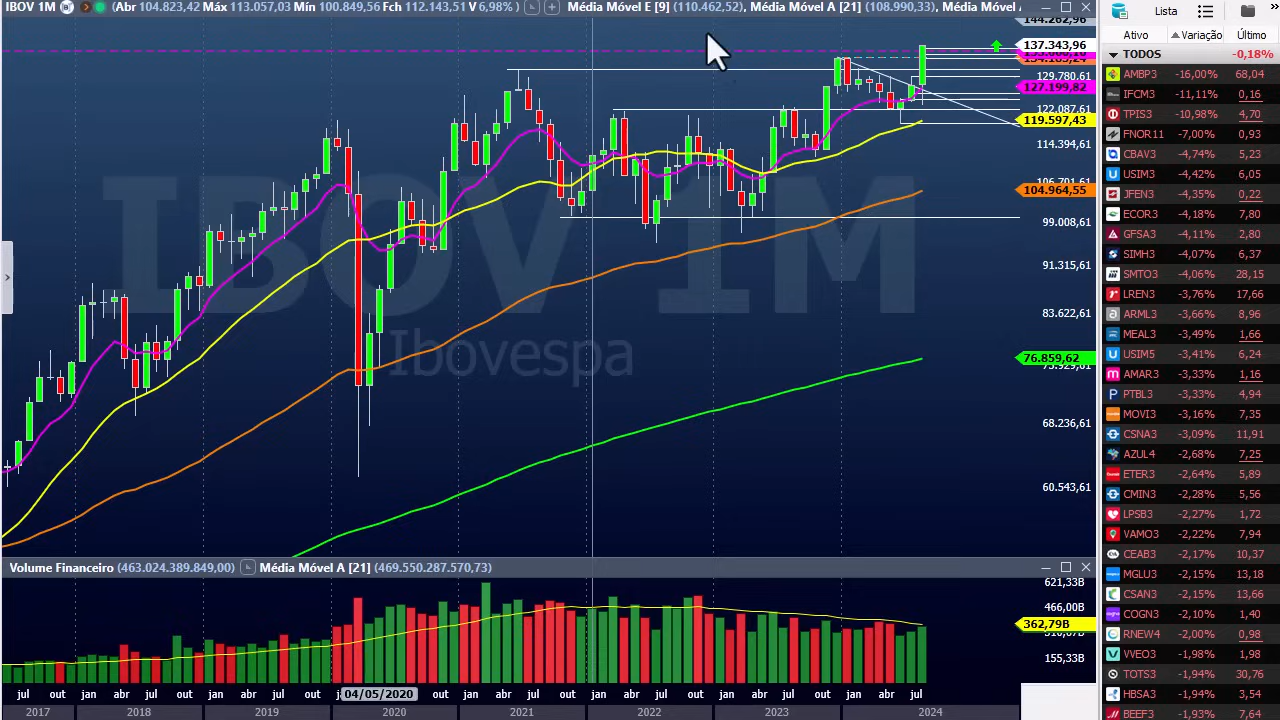 IBOV 1M (Abr 104.823,42 Máx 113.057,03 Mín 100.849,56 Fch 112.143,51 V 6,98%) Média Móvel E [9] (110.462,52), Média Móvel A [21] (108.990,33), Média Móvel A
144.262,96
137.343,96
129.780,61
127.199,82
122.087,61
119.597,43
114.394,61
106.701,61
104.964,55
99.008,61
91.315,61
83.622,61
76.859,62
68.236,61
60.543,61
IBOV 1M
Ibovespa
Volume Financeiro (463.024.389.849,00) Média Móvel A [21] (469.550.287.570,73)
621,33B
466,00B
362,79B
155,33B
jul out jan abr jul out jan abr jul out 04/05/2020 out jan abr jul out jan abr jul out jan abr jul out jan abr jul
2017 2018 2019 2020 2021 2022 2023 2024
Lista
Ativo Variação Último
TODOS -0,18%
AMBP3 -16,00% 68,04
IFCM3 -11,11% 0,16
TPIS3 -10,98% 4,70
FNOR11 -7,00% 0,93
CBAV3 -4,74% 5,23
USIM3 -4,42% 6,05
JFEN3 -4,35% 0,22
ECOR3 -4,18% 7,80
GFSA3 -4,11% 2,80
SIMH3 -4,07% 6,37
SMTO3 -4,06% 28,15
LREN3 -3,76% 17,66
ARML3 -3,66% 8,96
MEAL3 -3,49% 1,66
USIM5 -3,41% 6,24
AMAR3 -3,33% 1,16
PTBL3 -3,33% 4,94
MOVI3 -3,16% 7,35
CSNA3 -3,09% 11,91
AZUL4 -2,68% 7,25
ETER3 -2,64% 5,89
CMIN3 -2,28% 5,56
LPSB3 -2,27% 1,72
VAMO3 -2,22% 7,94
CEAB3 -2,17% 10,37
MGLU3 -2,15% 13,18
CSAN3 -2,15% 13,66
COGN3 -2,10% 1,40
RNEW4 -2,00% 0,98
VVEO3 -1,98% 1,98
TOTS3 -1,94% 30,76
HBSA3 -1,94% 3,54
BEEF3 -1,93% 7,64